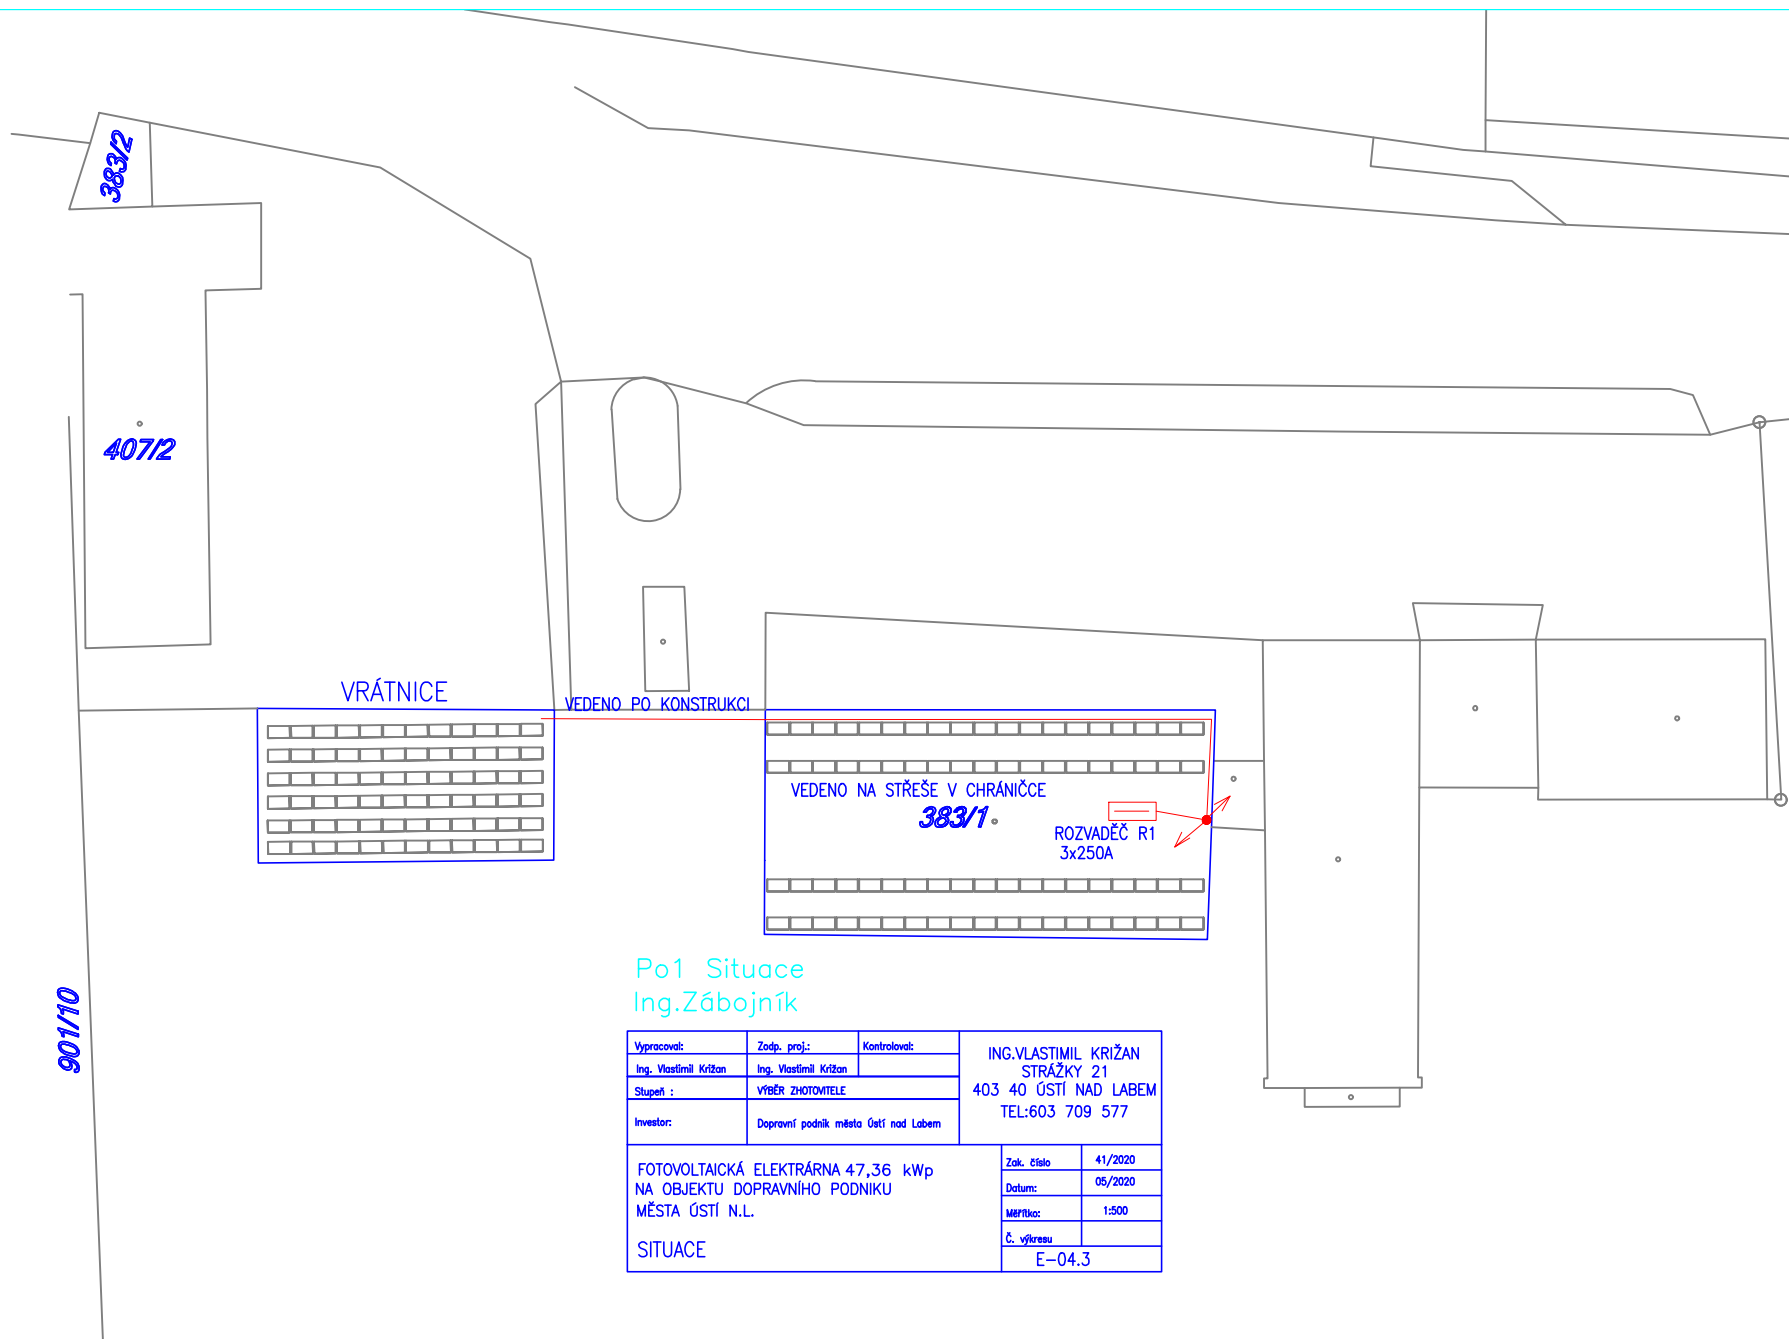 383/2
407/2
VRÁTNICE
VEDENO PO KONSTRUKCI
VEDENO NA STŘEŠE V CHRÁNIČCE
383/1
ROZVADĚČ R1
3x250A
901/10
Po1 Situace
Ing.Zábojník
Vypracoval: Zodp. proj.: Kontroloval:
Ing. Vlastimil Križan Ing. Vlastimil Križan
Stupeň : VÝBĚR ZHOTOVITELE
Investor: Dopravní podnik města Ústí nad Labem
ING.VLASTIMIL KRIŽAN
STRÁŽKY 21
403 40 ÚSTÍ NAD LABEM
TEL:603 709 577
FOTOVOLTAICKÁ ELEKTRÁRNA 47,36 kWp
NA OBJEKTU DOPRAVNÍHO PODNIKU
MĚSTA ÚSTÍ N.L.
SITUACE
Zak. číslo 41/2020
Datum: 05/2020
Měřítko: 1:500
Č. výkresu
E-04.3